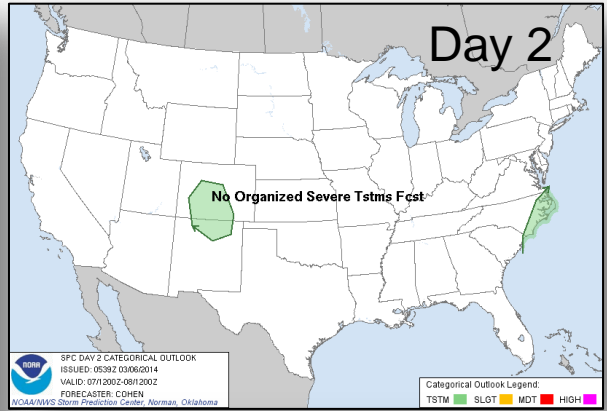 Day 2
No Organized Severe Tstms Fcst
NOAA
SPC DAY 2 CATEGORICAL OUTLOOK
ISSUED: 0539Z 03/06/2014
VALID: 07/1200Z-08/1200Z
FORECASTER: COHEN
NOAA/NWS Storm Prediction Center, Norman, Oklahoma
Categorical Outlook Legend:
TSTM SLGT MDT HIGH